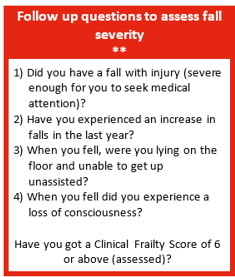 Follow up questions to assess fall
severity
**
1) Did you have a fall with injury (severe
enough for you to seek medical
attention)?
2) Have you experienced an increase in
falls in the last year?
3) When you fell, were you lying on the
floor and unable to get up
unassisted?
4) When you fell did you experience a
loss of consciousness?
Have you got a Clinical Frailty Score of 6
or above (assessed)?